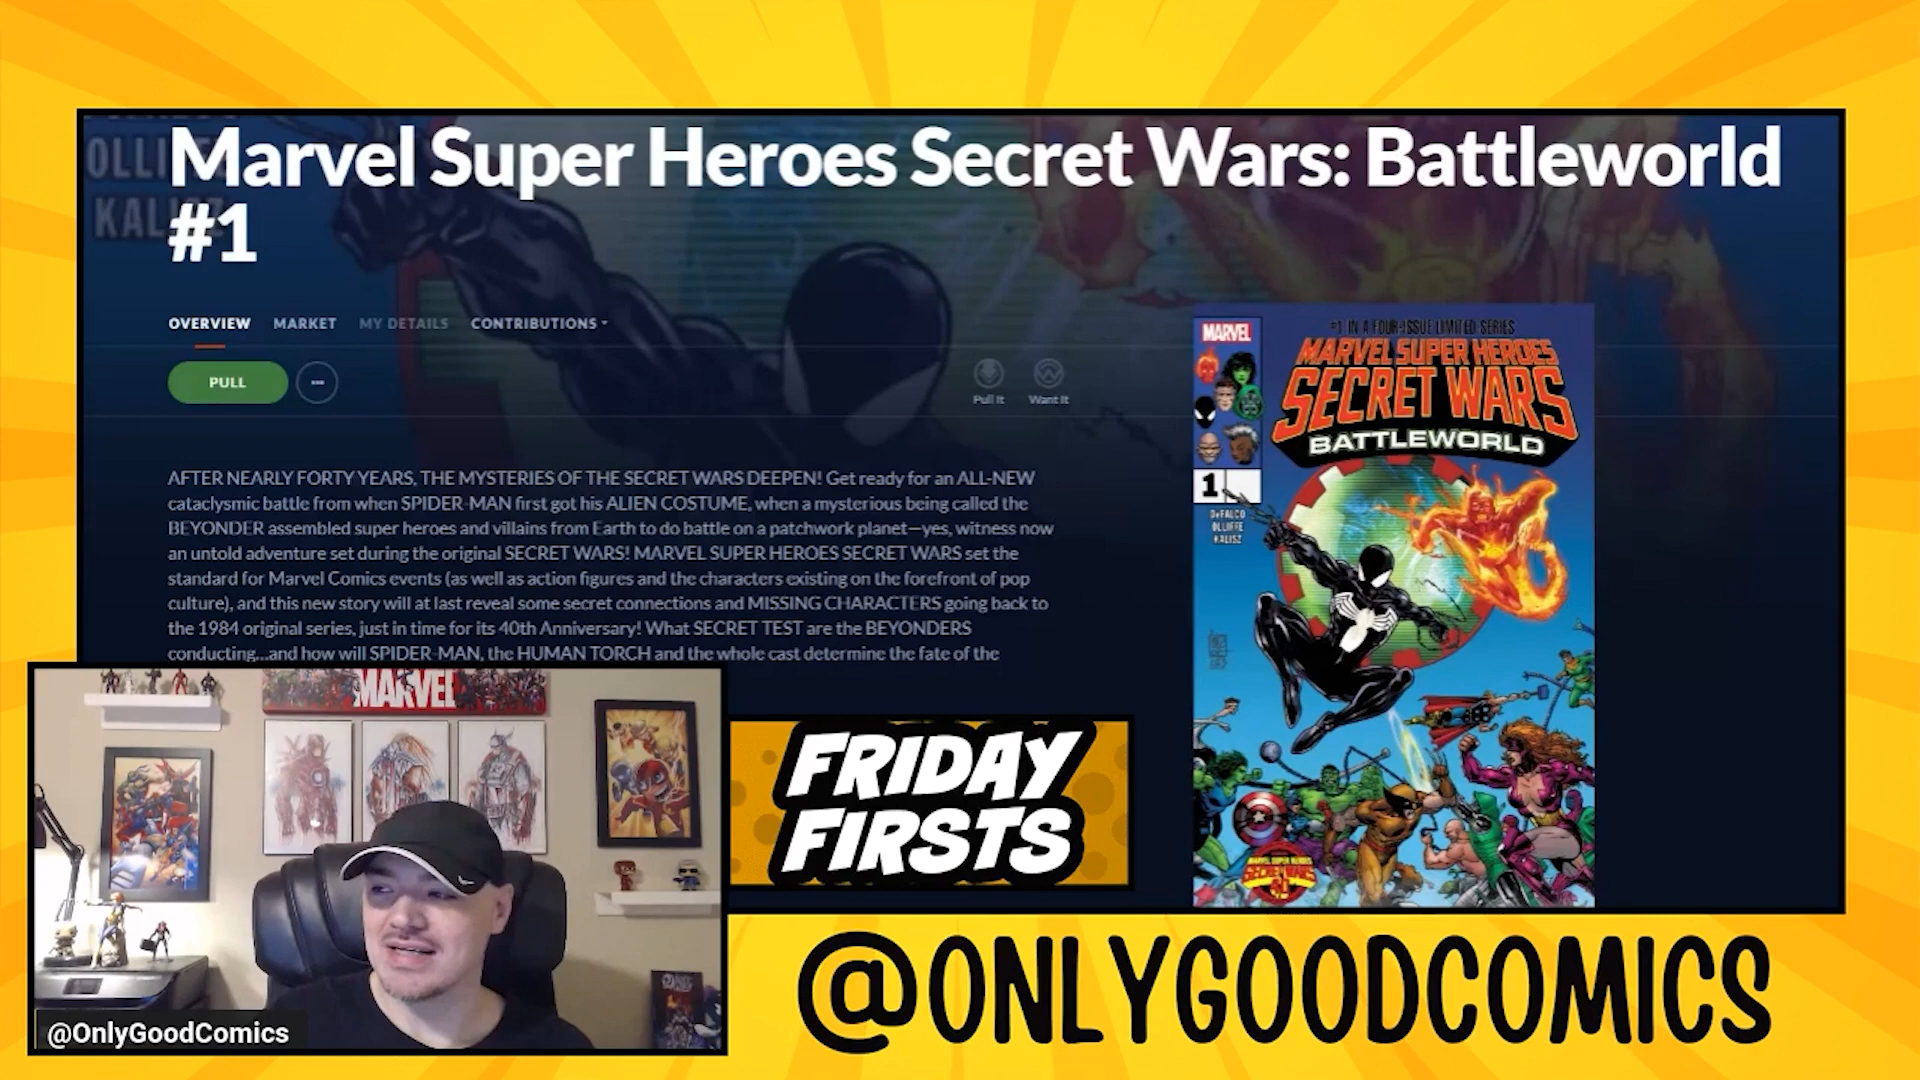 Marvel Super Heroes Secret Wars: Battleworld
#1
OVERVIEW MARKET MY DETAILS CONTRIBUTIONS
PULL
Pull It Want It
AFTER NEARLY FORTY YEARS, THE MYSTERIES OF THE SECRET WARS DEEPEN! Get ready for an ALL-NEW
cataclysmic battle from when SPIDER-MAN first got his ALIEN COSTUME, when a mysterious being called the
BEYONDER assembled super heroes and villains from Earth to do battle on a patchwork planet—yes, witness now
an untold adventure set during the original SECRET WARS! MARVEL SUPER HEROES SECRET WARS set the
standard for Marvel Comics events (as well as action figures and the characters existing on the forefront of pop
culture), and this new story will at last reveal some secret connections and MISSING CHARACTERS going back to
the 1984 original series, just in time for its 40th Anniversary! What SECRET TEST are the BEYONDERS
conducting...and how will SPIDER-MAN, the HUMAN TORCH and the whole cast determine the fate of the
MARVEL
#1 IN A FOUR-ISSUE LIMITED SERIES
MARVEL SUPER HEROES
SECRET WARS
BATTLEWORLD
1
DeFALCO
OLLIFFE
KALISZ
MARVEL SUPER HEROES
SECRET WARS
40
MARVEL
FRIDAY
FIRSTS
@OnlyGoodComics
@ONLYGOODCOMICS